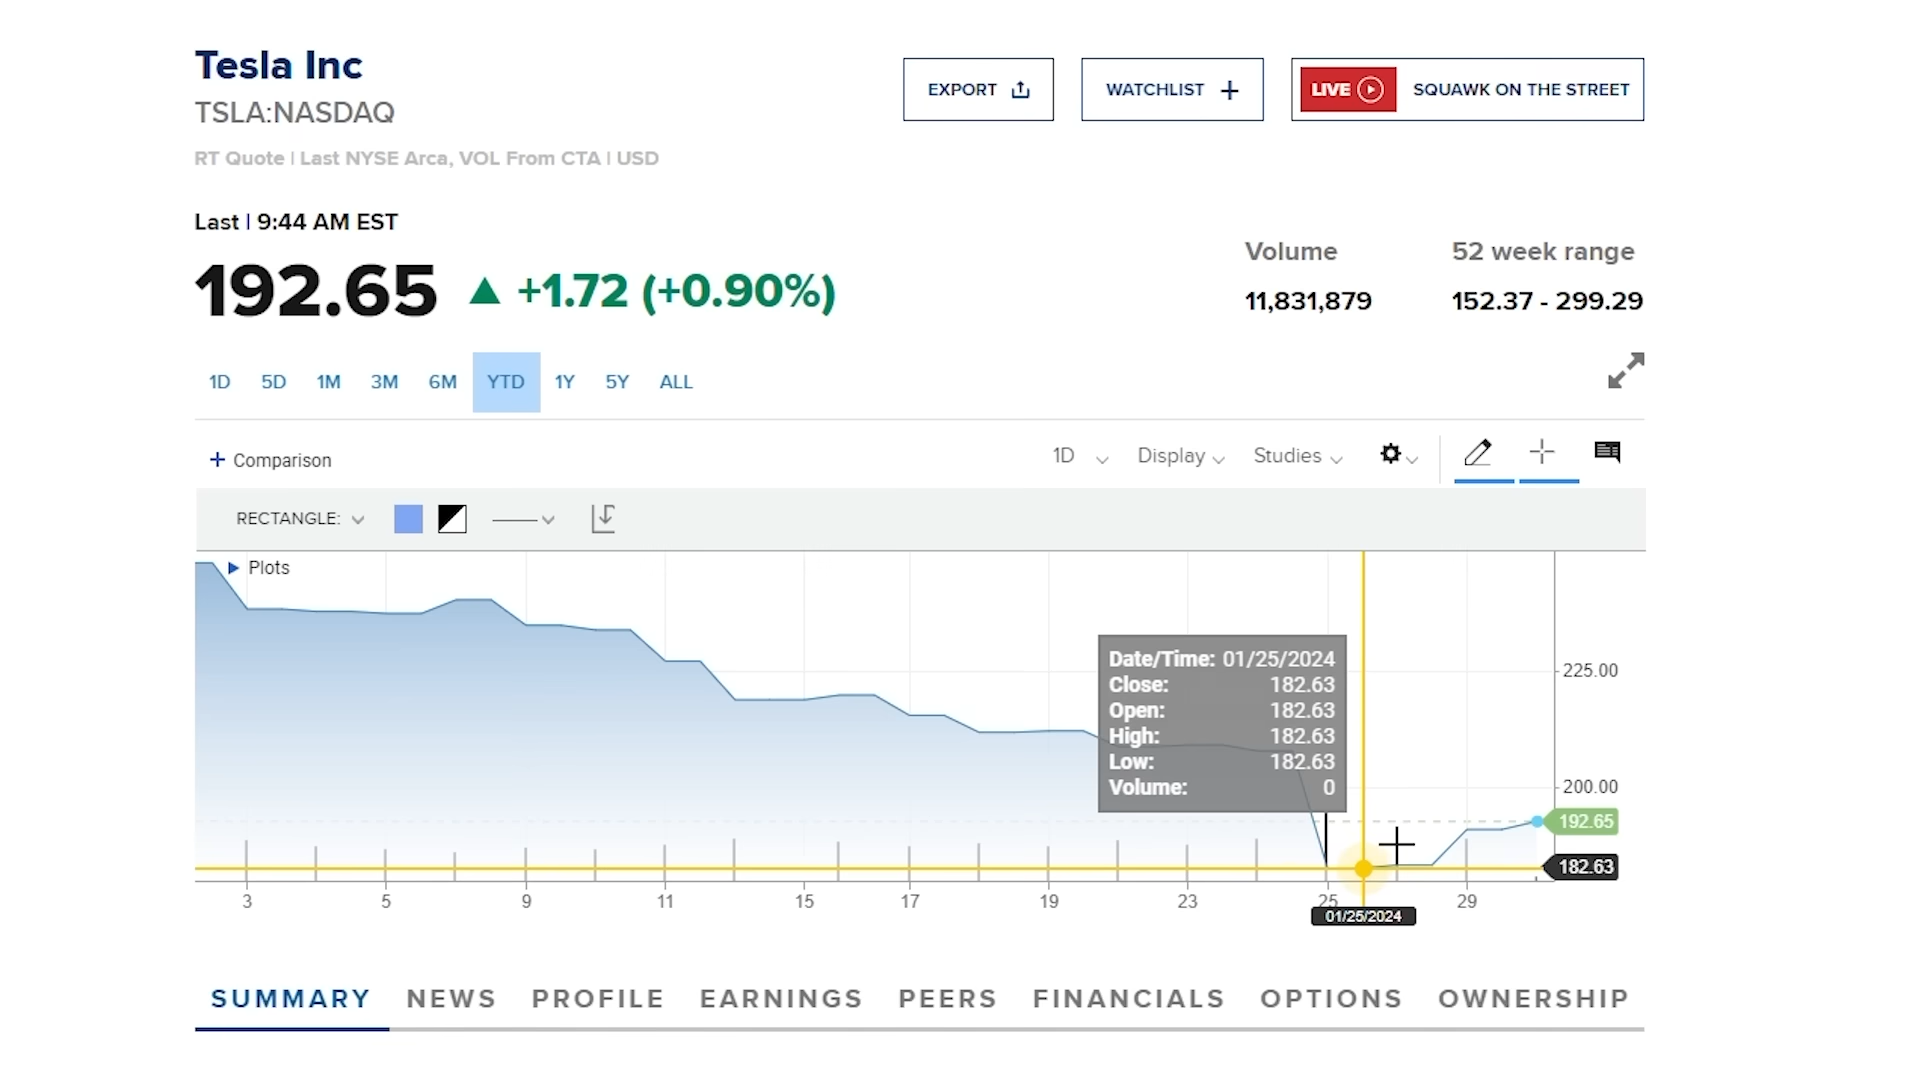 Tesla Inc
TSLA:NASDAQ
RT Quote | Last NYSE Arca, VOL From CTA | USD
EXPORT
WATCHLIST
LIVE SQUAWK ON THE STREET
Last | 9:44 AM EST
192.65 +1.72 (+0.90%)
Volume
11,831,879
52 week range
152.37 - 299.29
1D 5D 1M 3M 6M YTD 1Y 5Y ALL
+ Comparison
1D Display Studies
RECTANGLE:
Plots
Date/Time: 01/25/2024
Close: 182.63
Open: 182.63
High: 182.63
Low: 182.63
Volume: 0
225.00
200.00
192.65
182.63
3 5 9 11 15 17 19 23 25 29
01/25/2024
SUMMARY NEWS PROFILE EARNINGS PEERS FINANCIALS OPTIONS OWNERSHIP